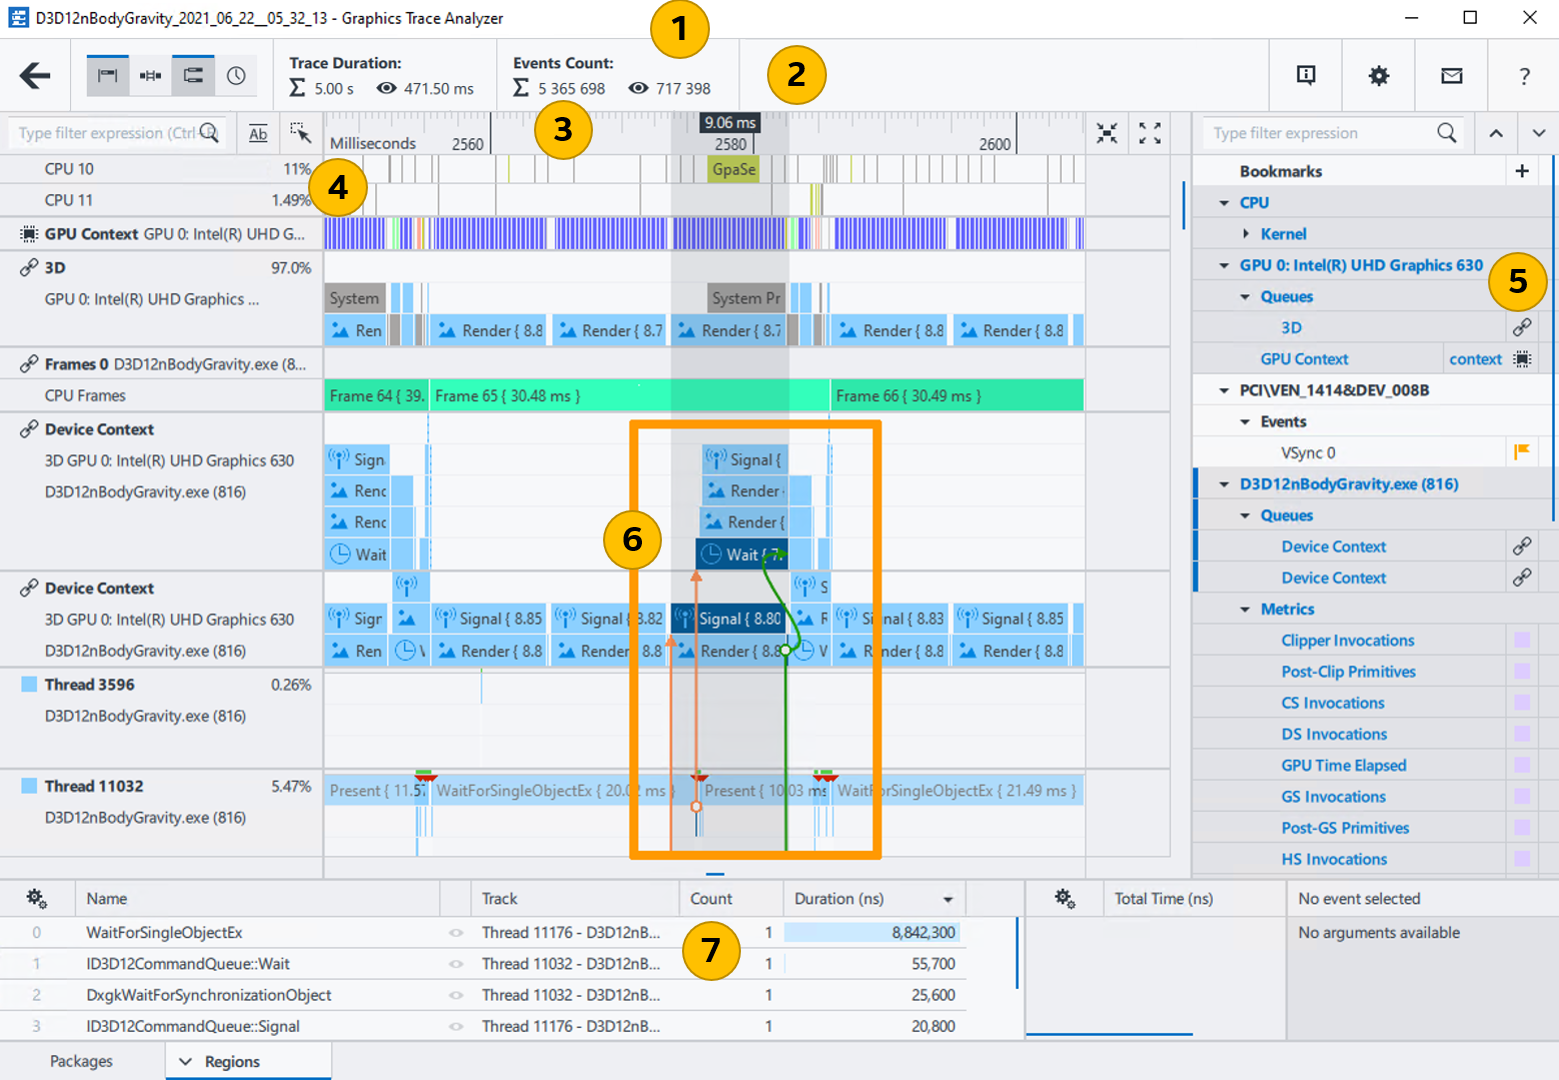 D3D12nBodyGravity_2021_06_22__05_32_13 - Graphics Trace Analyzer
1
Trace Duration:
Σ 5.00 s 471.50 ms
Events Count:
Σ 5 365 698 717 398
2
?
Type filter expression (Ctrl+
Ab
Milliseconds 2560 2580 2600
3
9.06 ms
Type filter expression
CPU 10 11%
GpaSe
4
CPU 11 1.49%
GPU Context GPU 0: Intel(R) UHD G...
3D 97.0%
GPU 0: Intel(R) UHD Graphics ...
System System Pr
Ren Render { 8.8 Render { 8.7 Render { 8.7 Render { 8.8 Render { 8.8
Frames 0 D3D12nBodyGravity.exe (8...
CPU Frames
Frame 64 { 39. Frame 65 { 30.48 ms } Frame 66 { 30.49 ms }
Device Context
3D GPU 0: Intel(R) UHD Graphics 630
D3D12nBodyGravity.exe (816)
Sign Signal {
Renc Render
Renc Render {
Wait Wait { 7.
6
Device Context
3D GPU 0: Intel(R) UHD Graphics 630
D3D12nBodyGravity.exe (816)
S
Sigr Signal { 8.85 Signal { 8.82 Signal { 8.80 F Signal { 8.83 Signal { 8.85
Ren Render { 8.8 Render { 8.8 Render { 8.8 V Render { 8.8 Render { 8.8
Thread 3596 0.26%
D3D12nBodyGravity.exe (816)
Thread 11032 5.47%
D3D12nBodyGravity.exe (816)
Present { 11.57 WaitForSingleObjectEx { 20.02 ms } Present { 10.03 ms WaitForSingleObjectEx { 21.49 ms }
Bookmarks +
CPU
Kernel
GPU 0: Intel(R) UHD Graphics 630
5
Queues
3D
GPU Context context
PCI\VEN_1414&DEV_008B
Events
VSync 0
D3D12nBodyGravity.exe (816)
Queues
Device Context
Device Context
Metrics
Clipper Invocations
Post-Clip Primitives
CS Invocations
DS Invocations
GPU Time Elapsed
GS Invocations
Post-GS Primitives
HS Invocations
Name Track Count Duration (ns)
0 WaitForSingleObjectEx Thread 11176 - D3D12nB... 1 8,842,300
1 ID3D12CommandQueue::Wait Thread 11032 - D3D12nB... 1 55,700
2 DxgkWaitForSynchronizationObject Thread 11032 - D3D12nB... 1 25,600
3 ID3D12CommandQueue::Signal Thread 11176 - D3D12nB... 1 20,800
7
Total Time (ns)
No event selected
No arguments available
Packages Regions